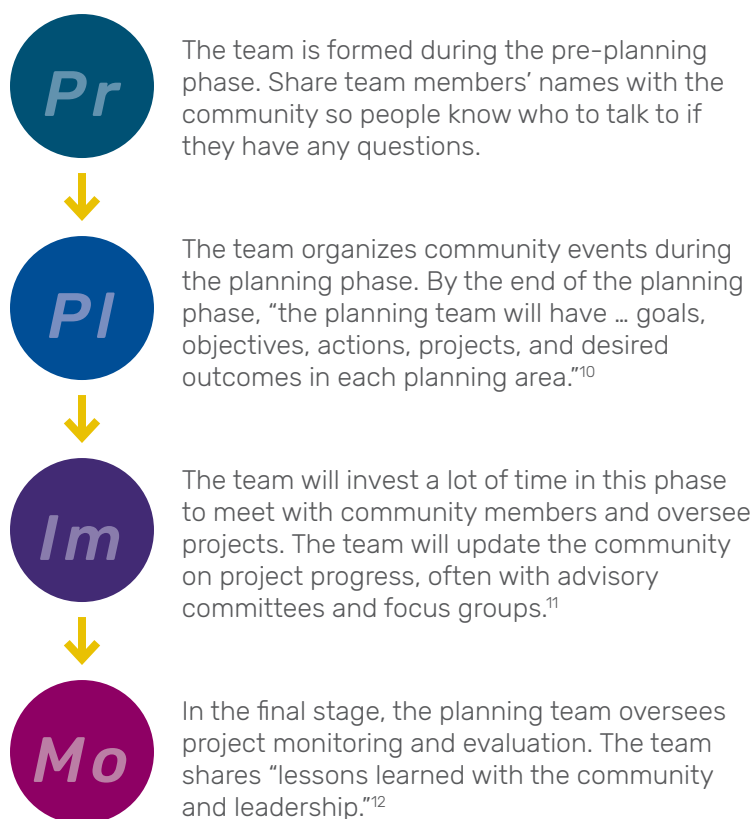 Pr
The team is formed during the pre-planning
phase. Share team members’ names with the
community so people know who to talk to if
they have any questions.
Pl
The team organizes community events during
the planning phase. By the end of the planning
phase, “the planning team will have … goals,
objectives, actions, projects, and desired
outcomes in each planning area.”10
Im
The team will invest a lot of time in this phase
to meet with community members and oversee
projects. The team will update the community
on project progress, often with advisory
committees and focus groups.11
Mo
In the final stage, the planning team oversees
project monitoring and evaluation. The team
shares “lessons learned with the community
and leadership.”12